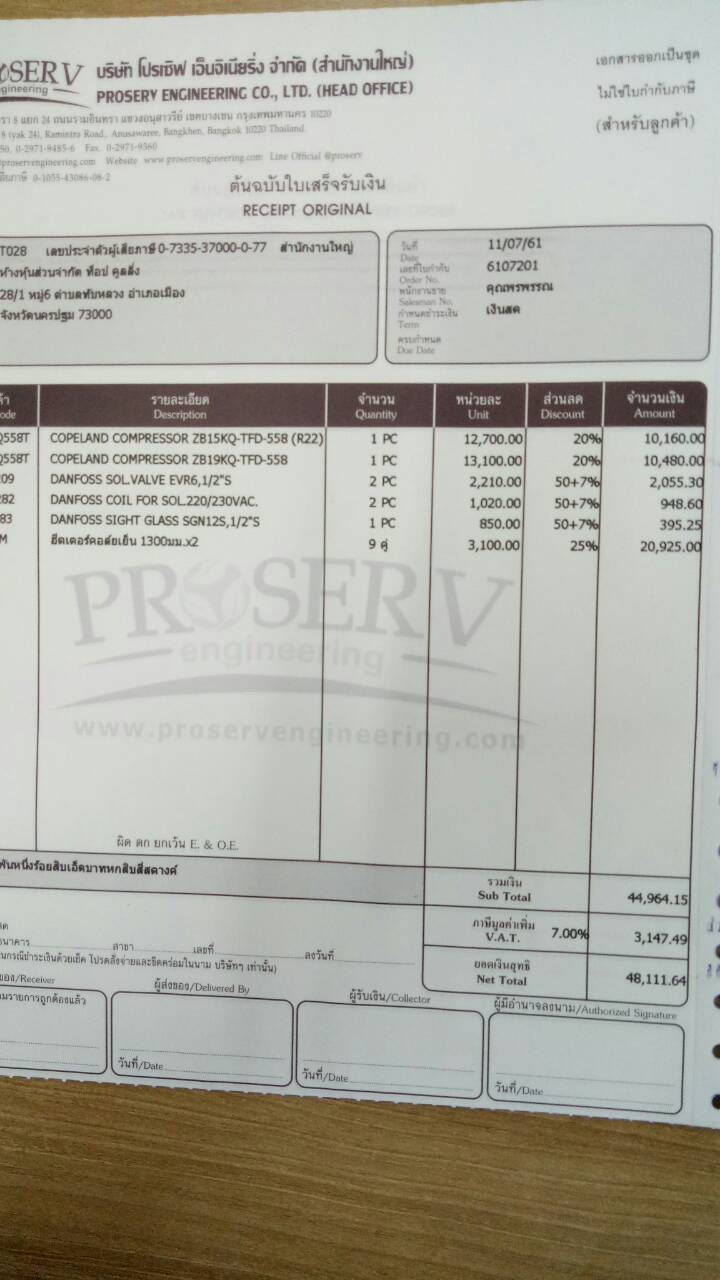 OSERV
gineering
บริษัท โปรเซิฟ เอ็นจิเนียริ่ง จำกัด (สำนักงานใหญ่)
PROSERV ENGINEERING CO., LTD. (HEAD OFFICE)
เอกสารออกเป็นชุด
ไม่ใช่ใบกำกับภาษี
(สำหรับลูกค้า)
รา 8 แยก 24 ถนนรามอินทรา แขวงอนุสาวรีย์ เขตบางเขน กรุงเทพมหานคร 10220
8 (yak 24), Ramintra Road., Anusawaree, Bangkhen, Bangkok 10220 Thailand.
50, 0-2971-9485-6 Fax. 0-2971-9360
@proservengineering.com Website www.proservengineering.com Line Official @proserv
0-1055-43086-08-2
ต้นฉบับใบเสร็จรับเงิน
RECEIPT ORIGINAL
T028 เลขประจำตัวผู้เสียภาษี 0-7335-37000-0-77 สำนักงานใหญ่
ห้างหุ้นส่วนจำกัด ท็อป คูลลิ่ง
28/1 หมู่6 ตำบลทัพหลวง อำเภอเมือง
จังหวัดนครปฐม 73000
วันที่ 11/07/61
Date
เลขที่ใบกำกับ 6107201
Order No.
พนักงานขาย คุณพรพรรณ
Salesman No.
กำหนดชำระเงิน เงินสด
Term
ครบกำหนด
Due Date
รายละเอียด จำนวน หน่วยละ ส่วนลด จำนวนเงิน
ode Description Quantity Unit Discount Amount
Q558T COPELAND COMPRESSOR ZB15KQ-TFD-558 (R22) 1 PC 12,700.00 20% 10,160.00
Q558T COPELAND COMPRESSOR ZB19KQ-TFD-558 1 PC 13,100.00 20% 10,480.00
09 DANFOSS SOL.VALVE EVR6,1/2"S 2 PC 2,210.00 50+7% 2,055.30
282 DANFOSS COIL FOR SOL.220/230VAC. 2 PC 1,020.00 50+7% 948.60
83 DANFOSS SIGHT GLASS SGN12S,1/2"S 1 PC 850.00 50+7% 395.25
M ฮีตเตอร์คอล์ยเย็น 1300มม.x2 9 คู่ 3,100.00 25% 20,925.00
PROSERV
engineering
www.proservengineering.com
ผิด ตก ยกเว้น E. & O.E.
พันหนึ่งร้อยสิบเอ็ดบาทหกสิบสี่สตางค์
รวมเงิน
Sub Total 44,964.15
ภาษีมูลค่าเพิ่ม
V.A.T. 7.00% 3,147.49
ยอดเงินสุทธิ
Net Total 48,111.64
ธนาคาร สาขา เลขที่ ลงวันที่
ในกรณีชำระเงินด้วยเช็ค โปรดสั่งจ่ายและขีดคร่อมในนาม บริษัทฯ เท่านั้น)
ของ/Receiver ผู้ส่งของ/Delivered By ผู้รับเงิน/Collector ผู้มีอำนาจลงนาม/Authorized Signature
มรายการถูกต้องแล้ว
วันที่/Date วันที่/Date วันที่/Date